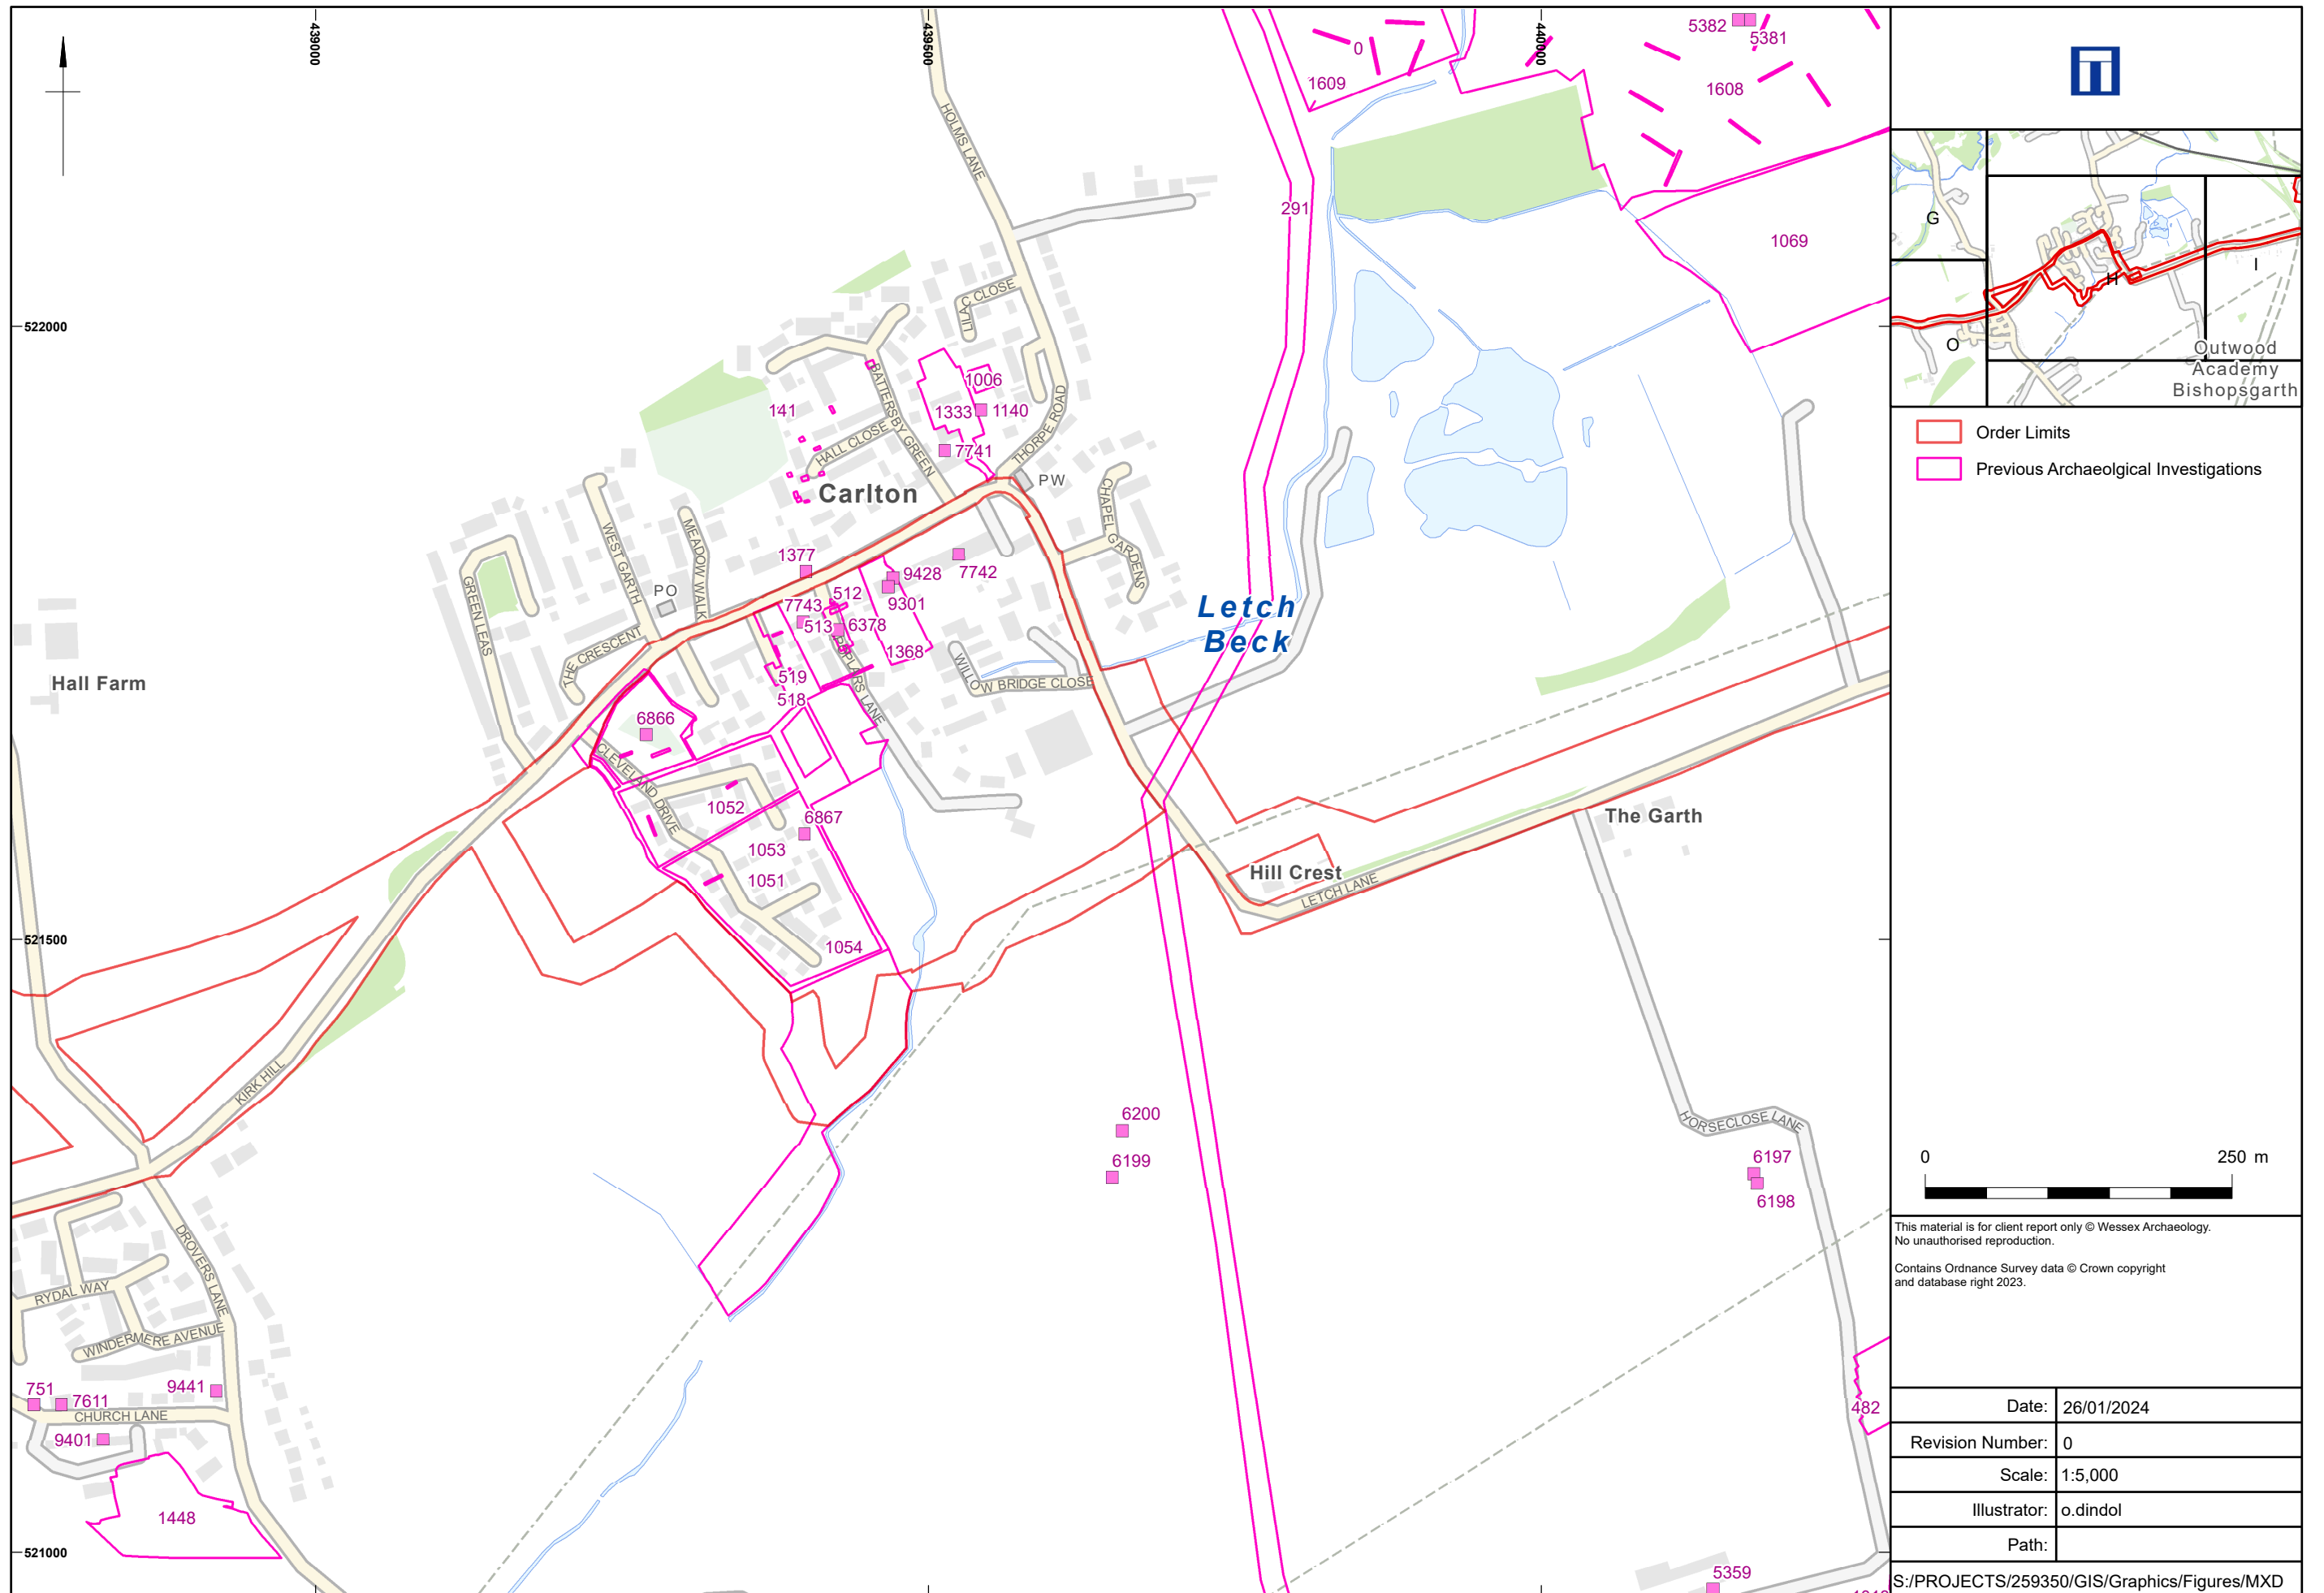 439000
439500
440000
5382
5381
0
1609
1608
HOLMS LANE
291
1069
G
H
I
O
Outwood
Academy
Bishopsgarth
522000
LILAC CLOSE
1006
141
1333
1140
BATTERSBY GREEN
HALL CLOSE
7741
THORPE ROAD
PW
Carlton
CHAPEL GARDENS
Order Limits
Previous Archaeolgical Investigations
WEST GARTH
MEADOW WALK
1377
7742
9428
9301
PO
GREEN LEAS
7743
512
513
6378
1368
Letch
Beck
THE CRESCENT
519
518
POPLARS LANE
WILLOW BRIDGE CLOSE
Hall Farm
6866
CLEVELAND DRIVE
1052
6867
1053
1051
1054
The Garth
Hill Crest
LETCH LANE
521500
KIRK HILL
6200
6199
HORSECLOSE LANE
6197
6198
0 250 m
This material is for client report only © Wessex Archaeology.
No unauthorised reproduction.
Contains Ordnance Survey data © Crown copyright
and database right 2023.
DROVERS LANE
RYDAL WAY
WINDERMERE AVENUE
751
7611
9441
CHURCH LANE
9401
1448
482
521000
5359
Date: 26/01/2024
Revision Number: 0
Scale: 1:5,000
Illustrator: o.dindol
Path:
S:/PROJECTS/259350/GIS/Graphics/Figures/MXD